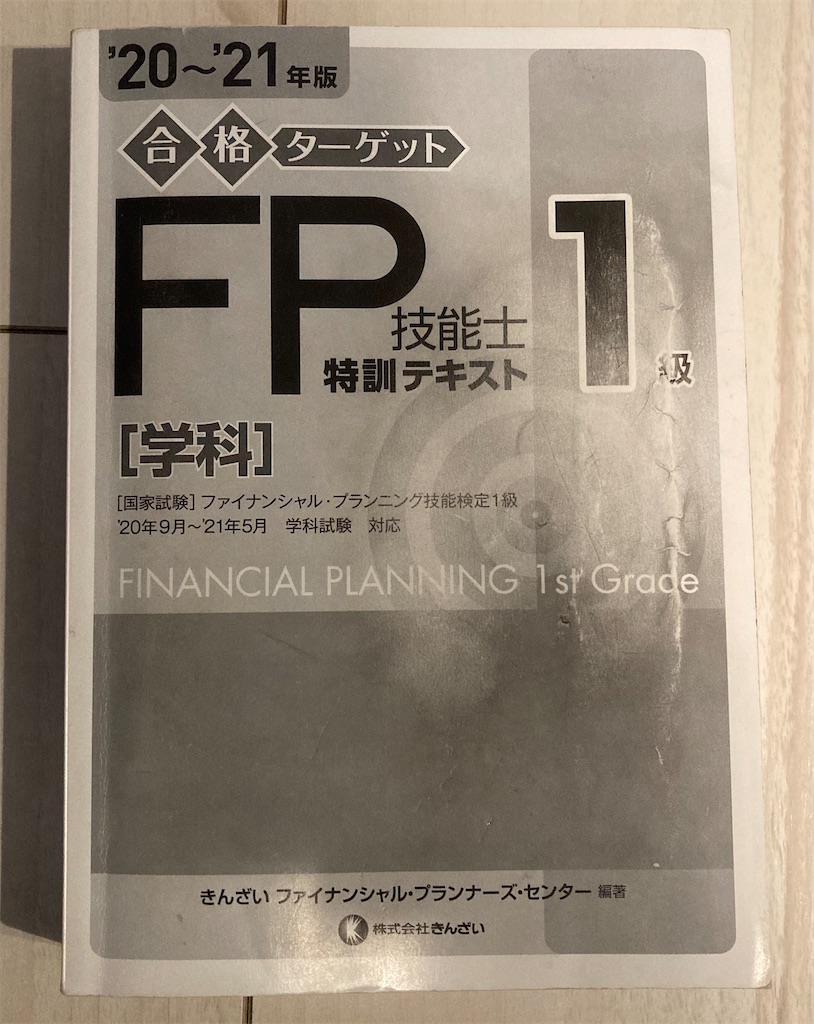 '20～'21年版
合格ターゲット
FP技能士1級
特訓テキスト
[学科]
[国家試験]ファイナンシャル・プランニング技能検定1級
'20年9月～'21年5月　学科試験　対応
FINANCIAL PLANNING 1st Grade
きんざい ファイナンシャル・プランナーズ・センター 編著
K 株式会社きんざい